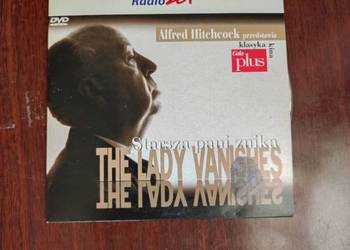 Radio ZET
DVD
Alfred Hitchcock przedstawia
klasyka kina
Gala
plus
Starsza pani znika
THE LADY VANISHES
THE LADY VANISHES